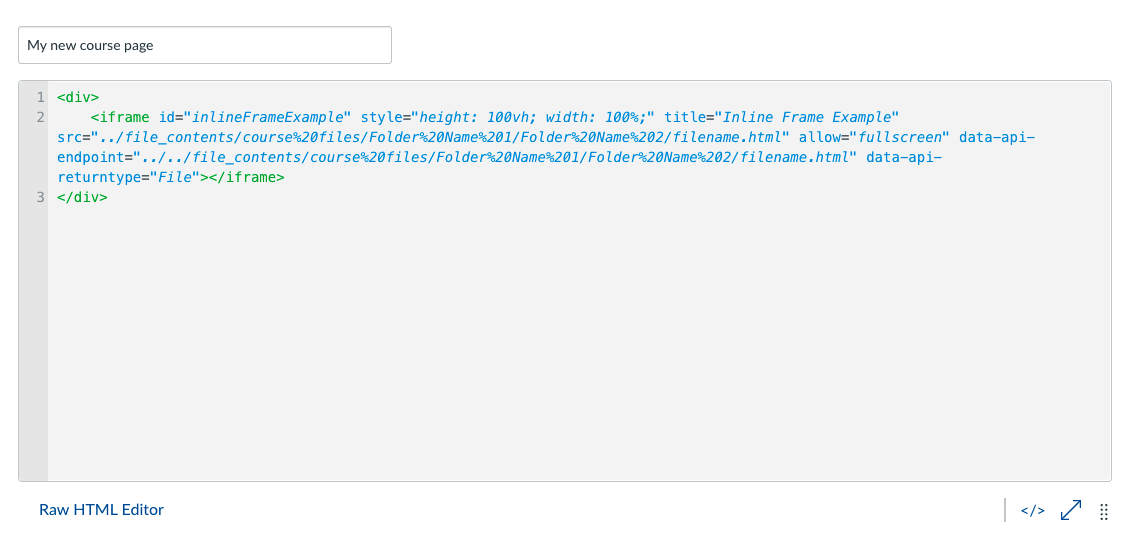 My new course page
1 <div>
2     <iframe id="inlineFrameExample" style="height: 100vh; width: 100%;" title="Inline Frame Example"
src="../file_contents/course%20files/Folder%20Name%201/Folder%20Name%202/filename.html" allow="fullscreen" data-api-
endpoint="../../file_contents/course%20files/Folder%20Name%201/Folder%20Name%202/filename.html" data-api-
returntype="File"></iframe>
3 </div>
Raw HTML Editor </>